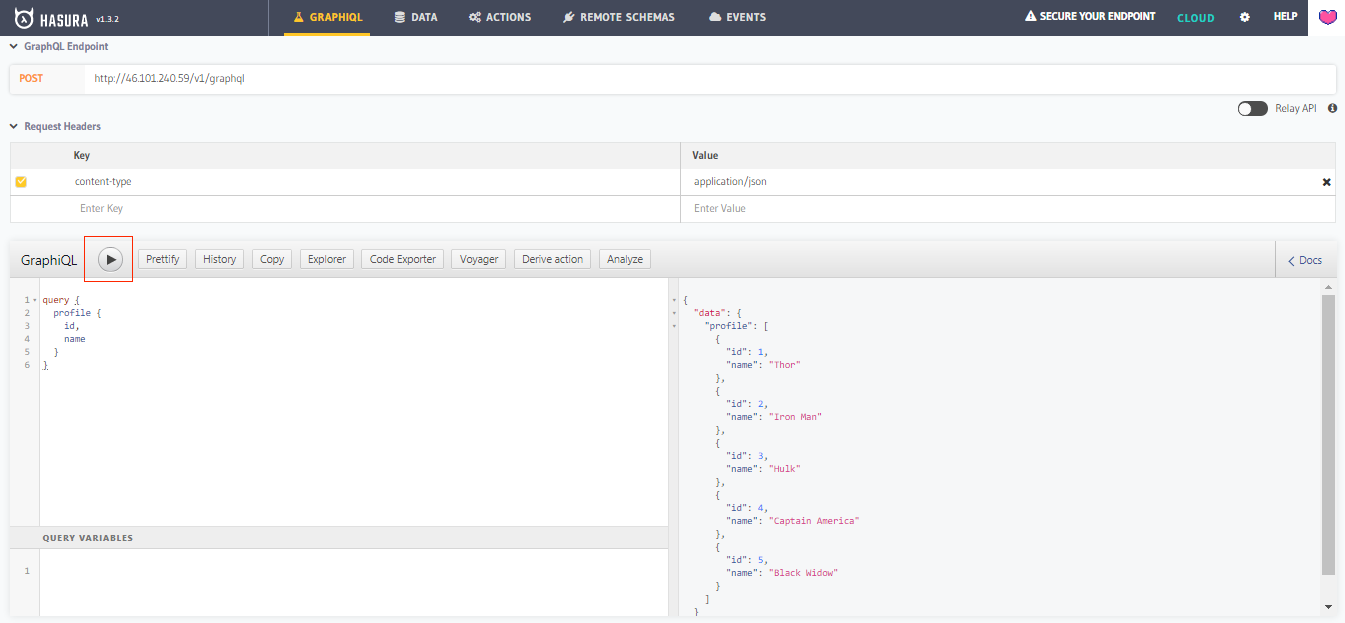 HASURA v1.3.2 GRAPHIQL DATA ACTIONS REMOTE SCHEMAS EVENTS SECURE YOUR ENDPOINT CLOUD HELP
GraphQL Endpoint
POST http://46.101.240.59/v1/graphql
Relay API
Request Headers
Key Value
content-type application/json
Enter Key Enter Value
GraphiQL Prettify History Copy Explorer Code Exporter Voyager Derive action Analyze Docs
1 query {
2 profile {
3 id,
4 name
5 }
6 }
QUERY VARIABLES
1
{
"data": {
"profile": [
{
"id": 1,
"name": "Thor"
},
{
"id": 2,
"name": "Iron Man"
},
{
"id": 3,
"name": "Hulk"
},
{
"id": 4,
"name": "Captain America"
},
{
"id": 5,
"name": "Black Widow"
}
]
}